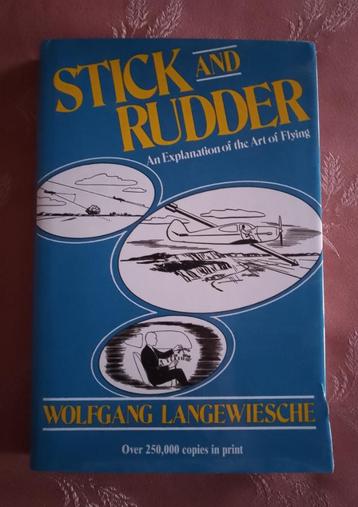 STICK AND
RUDDER
An Explanation of the Art of Flying
WOLFGANG LANGEWIESCHE
Over 250,000 copies in print